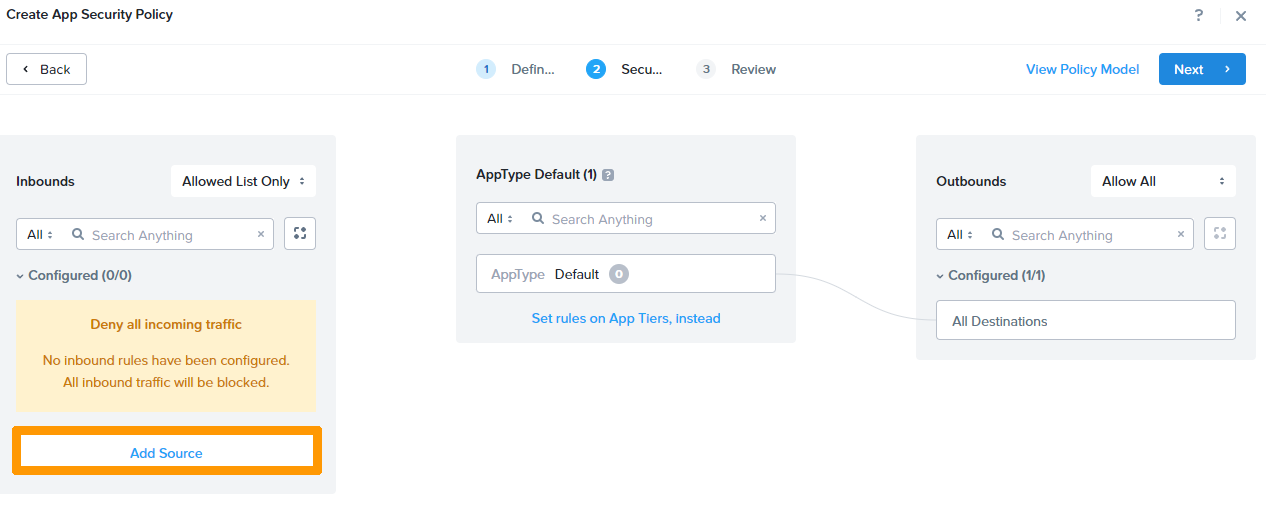 Create App Security Policy
?
×
‹ Back
1 Defin...
2 Secu...
3 Review
View Policy Model
Next ›
Inbounds
Allowed List Only
All
Search Anything
×
Configured (0/0)
Deny all incoming traffic
No inbound rules have been configured.
All inbound traffic will be blocked.
Add Source
AppType Default (1) ?
All
Search Anything
×
AppType Default 0
Set rules on App Tiers, instead
Outbounds
Allow All
All
Search Anything
×
Configured (1/1)
All Destinations